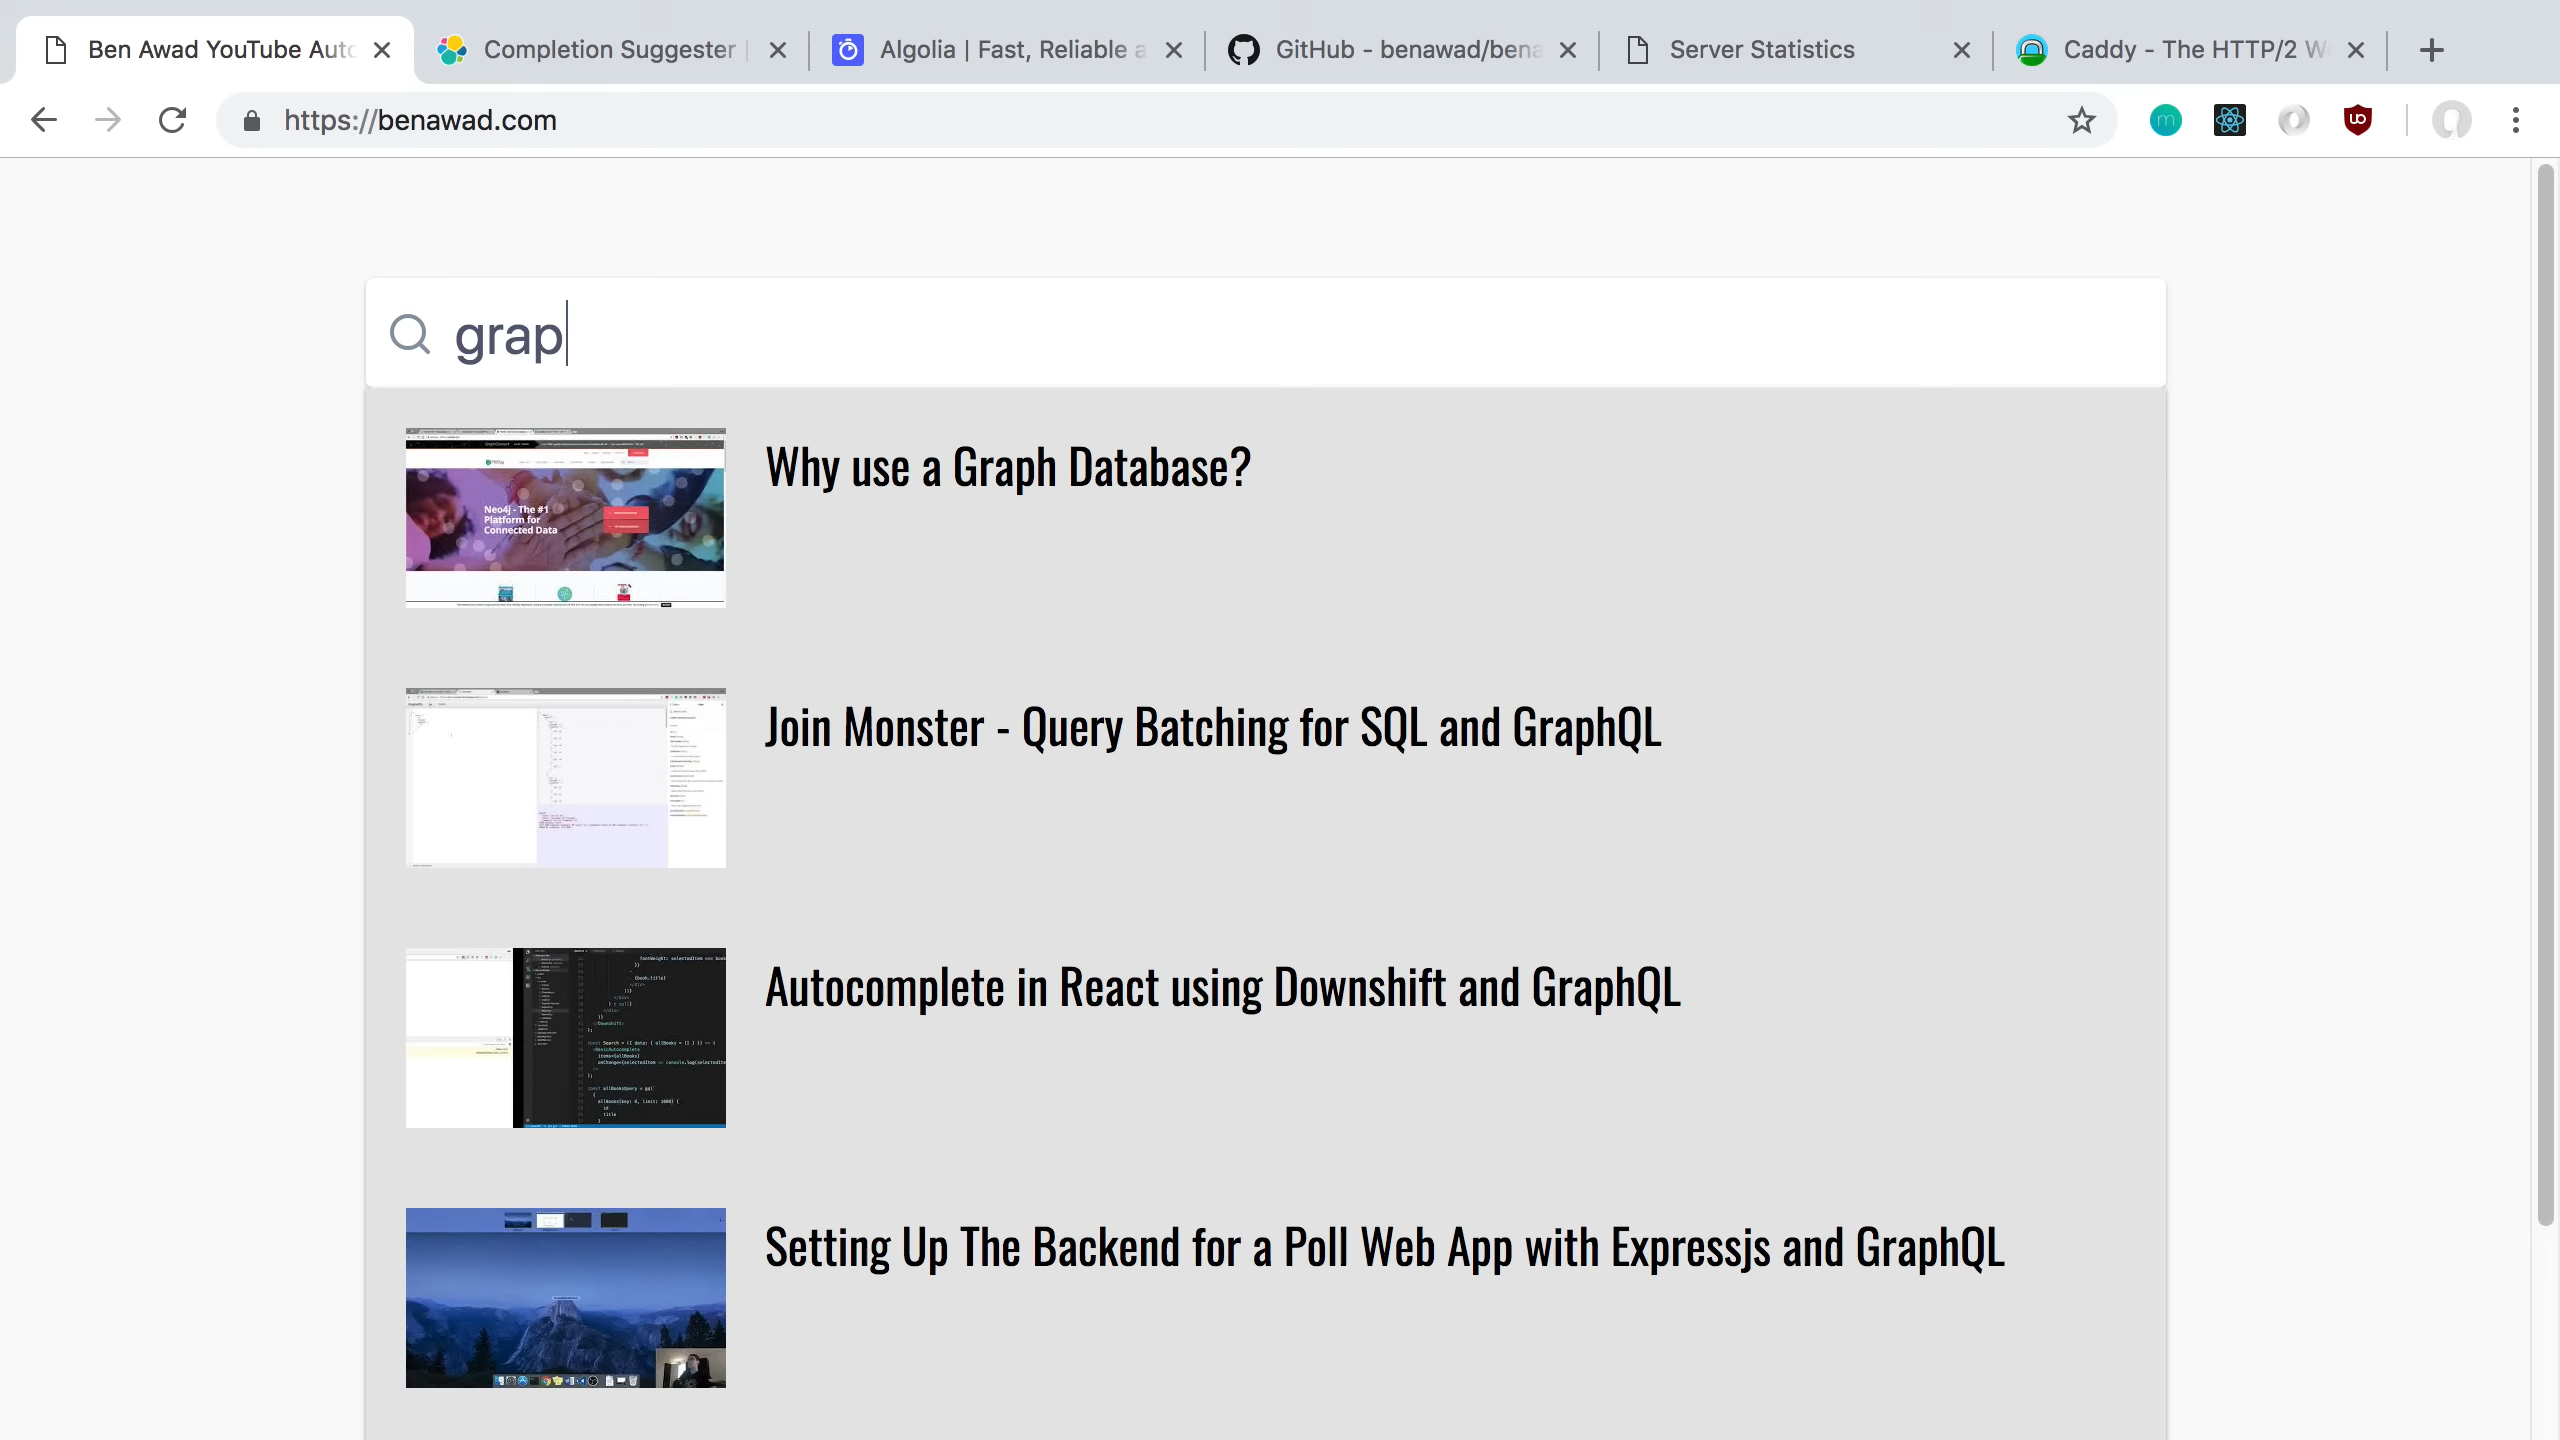 Ben Awad YouTube Auto
Completion Suggester |
Algolia | Fast, Reliable a
GitHub - benawad/bena
Server Statistics
Caddy - The HTTP/2 W
https://benawad.com
grap
Why use a Graph Database?
Neo4j - The #1
Platform for
Connected Data
Join Monster - Query Batching for SQL and GraphQL
Autocomplete in React using Downshift and GraphQL
Setting Up The Backend for a Poll Web App with Expressjs and GraphQL